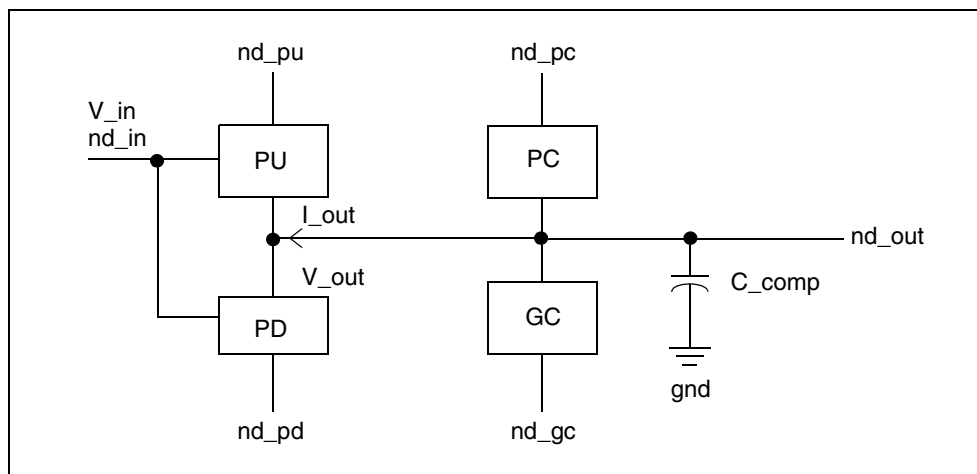 nd_pu
nd_pc
V_in
nd_in
PU
PC
I_out
nd_out
V_out
C_comp
PD
GC
gnd
nd_pd
nd_gc